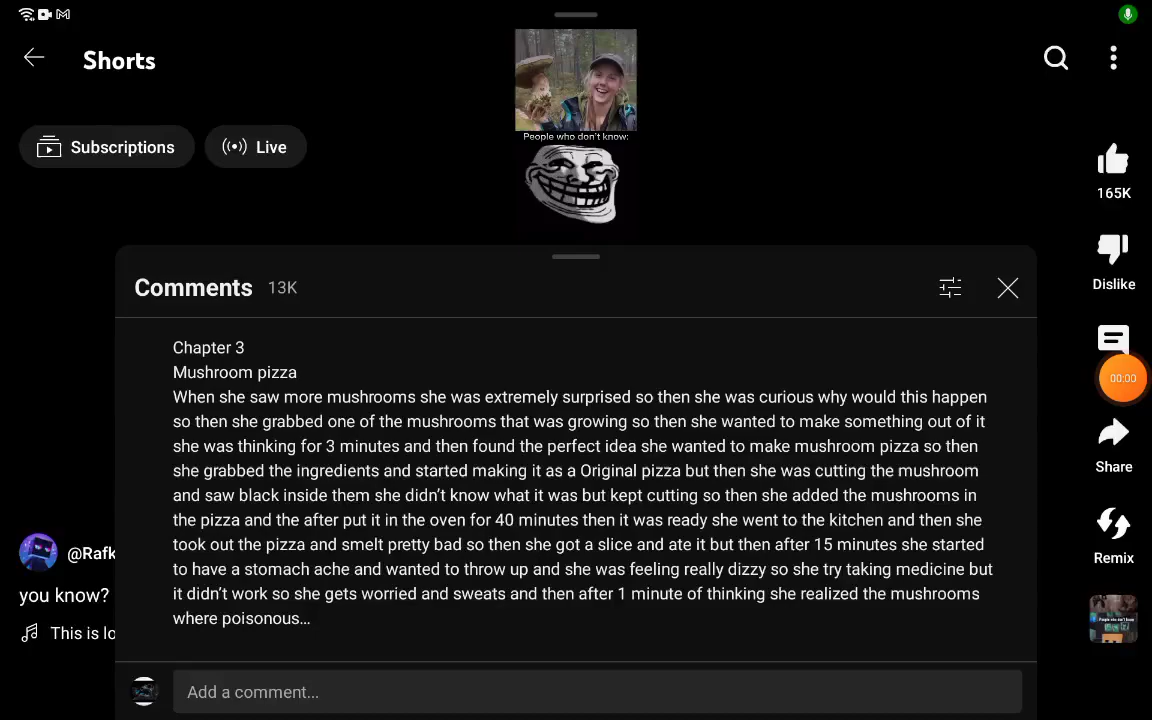 Shorts
People who don't know:
Subscriptions
Live
165K
Dislike
Comments 13K
00:00
Chapter 3
Mushroom pizza
When she saw more mushrooms she was extremely surprised so then she was curious why would this happen
so then she grabbed one of the mushrooms that was growing so then she wanted to make something out of it
she was thinking for 3 minutes and then found the perfect idea she wanted to make mushroom pizza so then
she grabbed the ingredients and started making it as a Original pizza but then she was cutting the mushroom
and saw black inside them she didn't know what it was but kept cutting so then she added the mushrooms in
the pizza and the after put it in the oven for 40 minutes then it was ready she went to the kitchen and then she
took out the pizza and smelt pretty bad so then she got a slice and ate it but then after 15 minutes she started
to have a stomach ache and wanted to throw up and she was feeling really dizzy so she try taking medicine but
it didn't work so she gets worried and sweats and then after 1 minute of thinking she realized the mushrooms
where poisonous...
Share
Remix
@Rafk
you know?
This is lo
Add a comment...